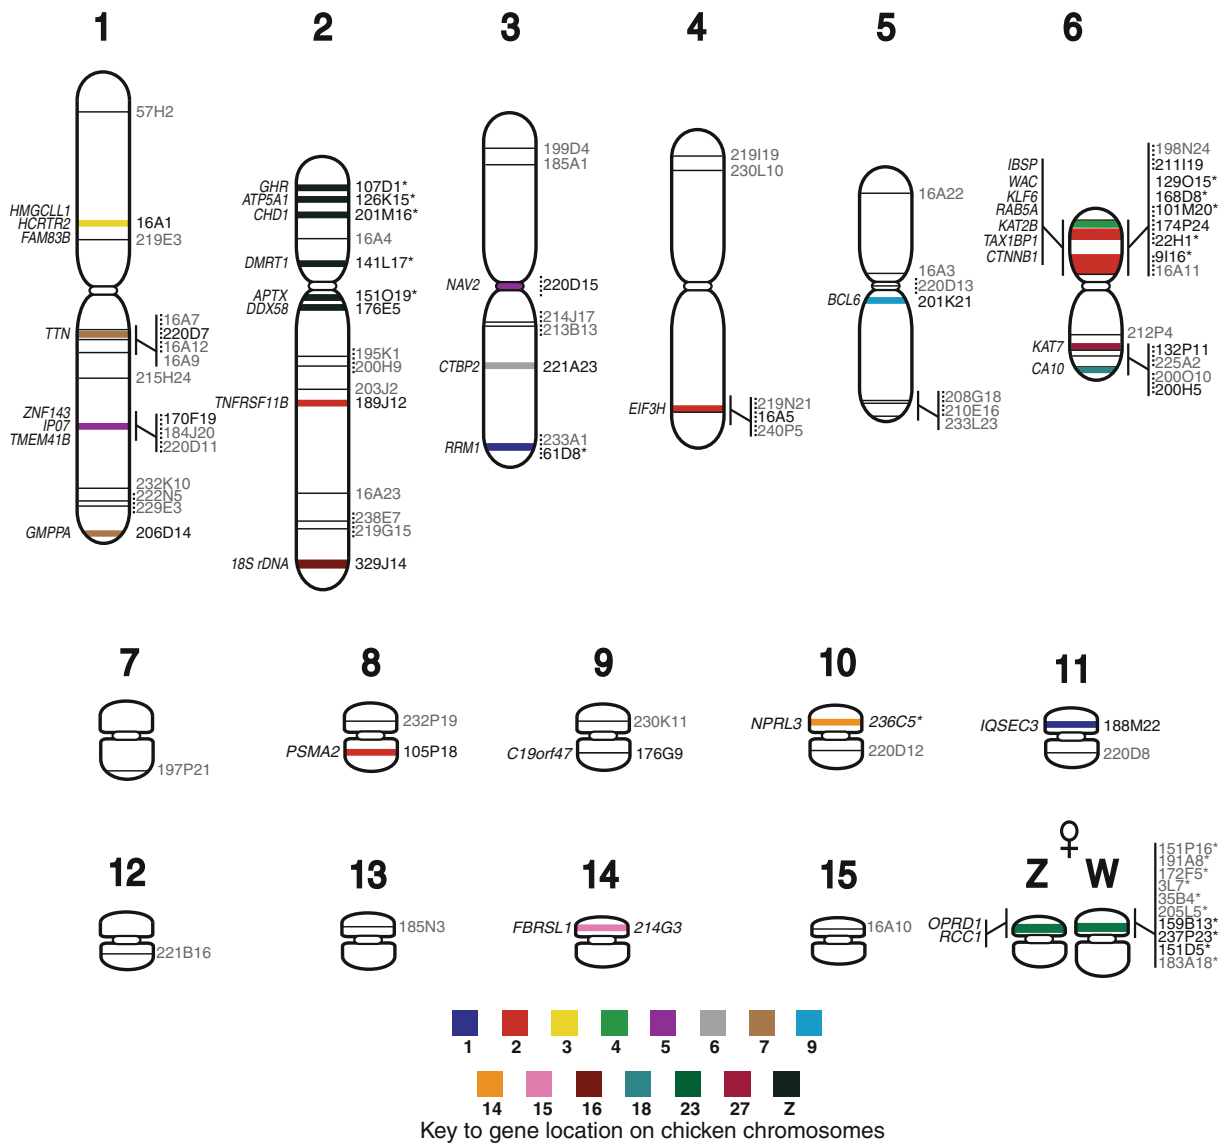 1 2 3 4 5 6
57H2
HMGCLL1
HCRTR2 16A1
FAM83B 219E3
TTN
16A7
220D7
16A12
16A9
215H24
ZNF143
IP07
TMEM41B
170F19
184J20
220D11
232K10
222N5
229E3
GMPPA 206D14
GHR 107D1*
ATP5A1 126K15*
CHD1 201M16*
16A4
DMRT1 141L17*
APTX 151O19*
DDX58 176E5
195K1
200H9
203J2
TNFRSF11B 189J12
16A23
238E7
219G15
18S rDNA 329J14
199D4
185A1
NAV2 220D15
214J17
213B13
CTBP2 221A23
233A1
RRM1 61D8*
219I19
230L10
EIF3H
219N21
16A5
240P5
16A22
16A3
220D13
BCL6 201K21
208G18
210E16
233L23
IBSP
WAC
KLF6
RAB5A
KAT2B
TAX1BP1
CTNNB1
198N24
211I19
129O15*
168D8*
101M20*
174P24
22H1*
9I16*
16A11
212P4
KAT7
CA10
132P11
225A2
200O10
200H5
7 8 9 10 11
197P21
232P19
PSMA2 105P18
230K11
C19orf47 176G9
NPRL3 236C5*
220D12
IQSEC3 188M22
220D8
12 13 14 15 ♀
Z W
221B16
185N3
FBRSL1 214G3
16A10
OPRD1
RCC1
151P16*
191A8*
172F5*
3L7*
35B4*
205L5*
159B13*
237P23*
151D5*
183A18*
1 2 3 4 5 6 7 9
14 15 16 18 23 27 Z
Key to gene location on chicken chromosomes